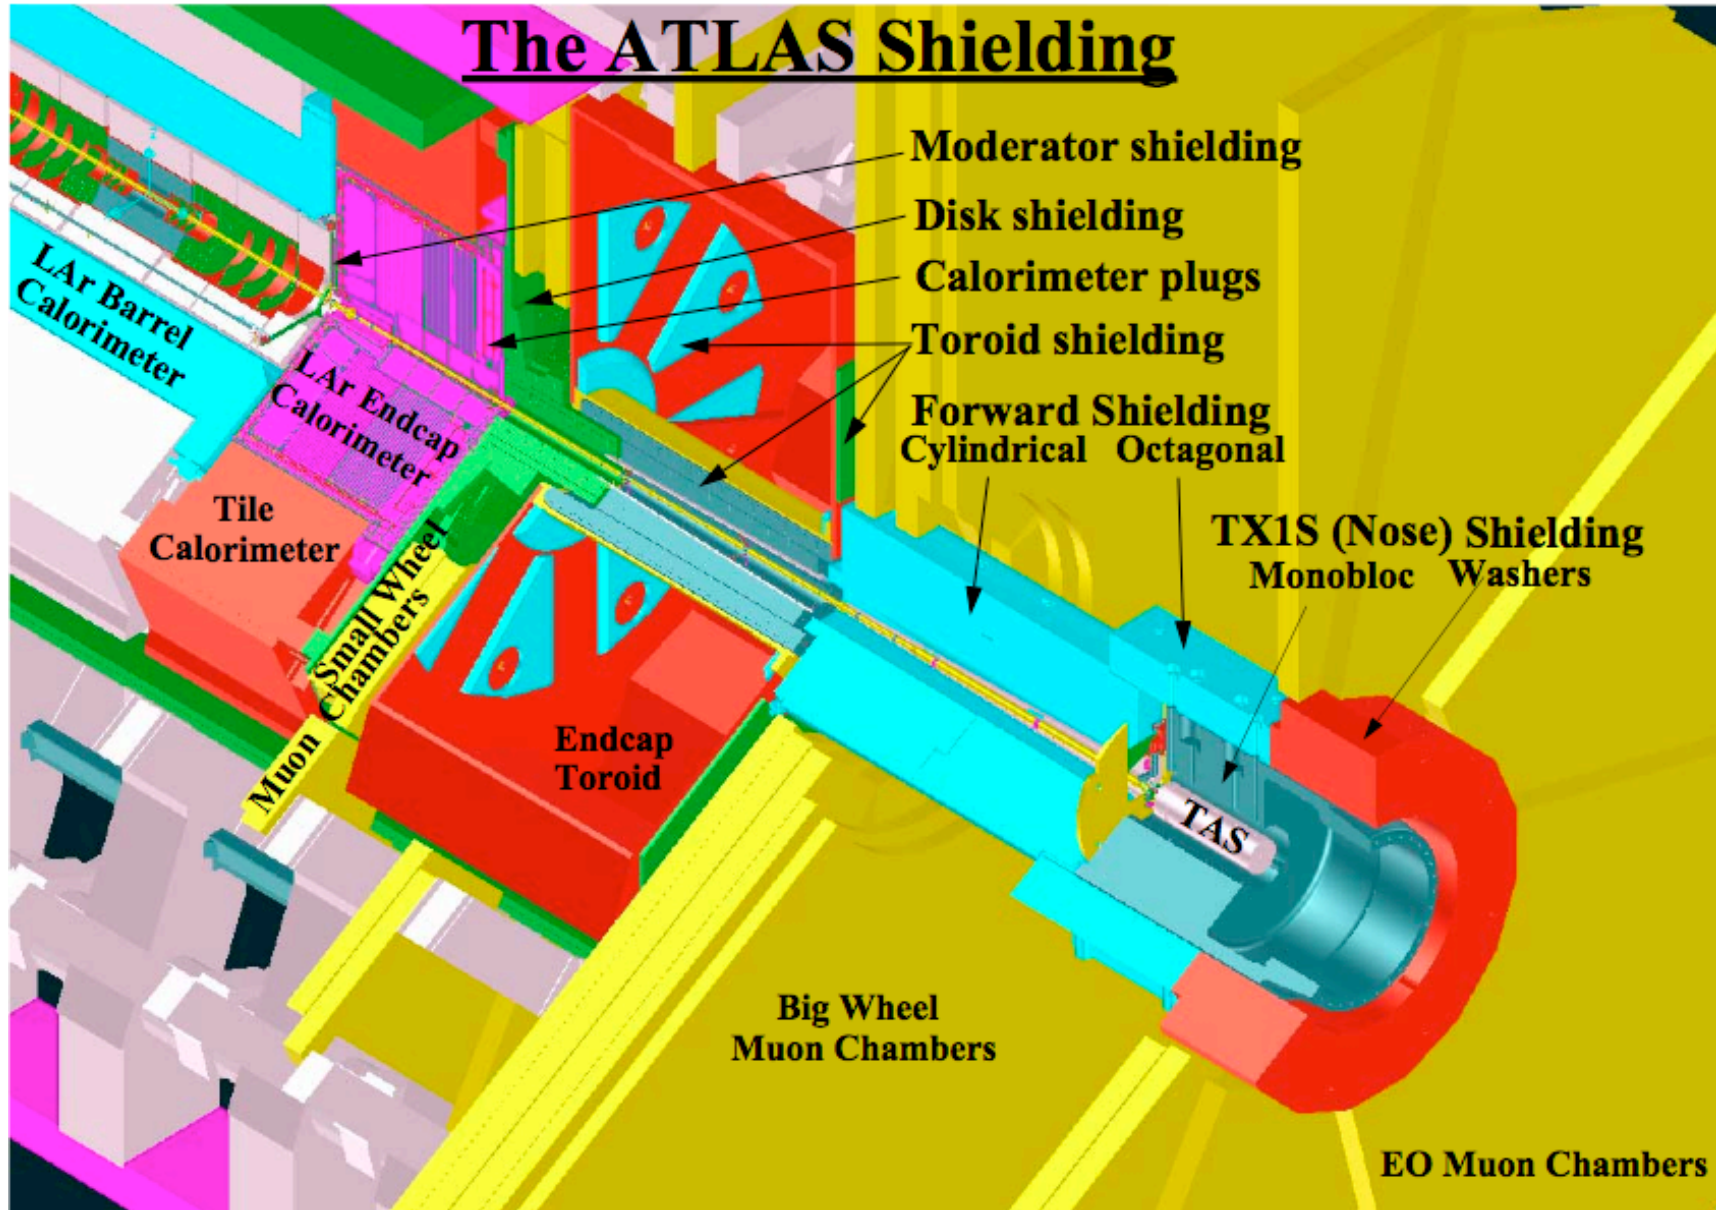 The ATLAS Shielding
Moderator shielding
Disk shielding
Calorimeter plugs
Toroid shielding
Forward Shielding
Cylindrical Octagonal
TX1S (Nose) Shielding
Monobloc Washers
LAr Barrel
Calorimeter
LAr Endcap
Calorimeter
Tile
Calorimeter
Muon Small Wheel
Chambers
Endcap
Toroid
TAS
Big Wheel
Muon Chambers
EO Muon Chambers